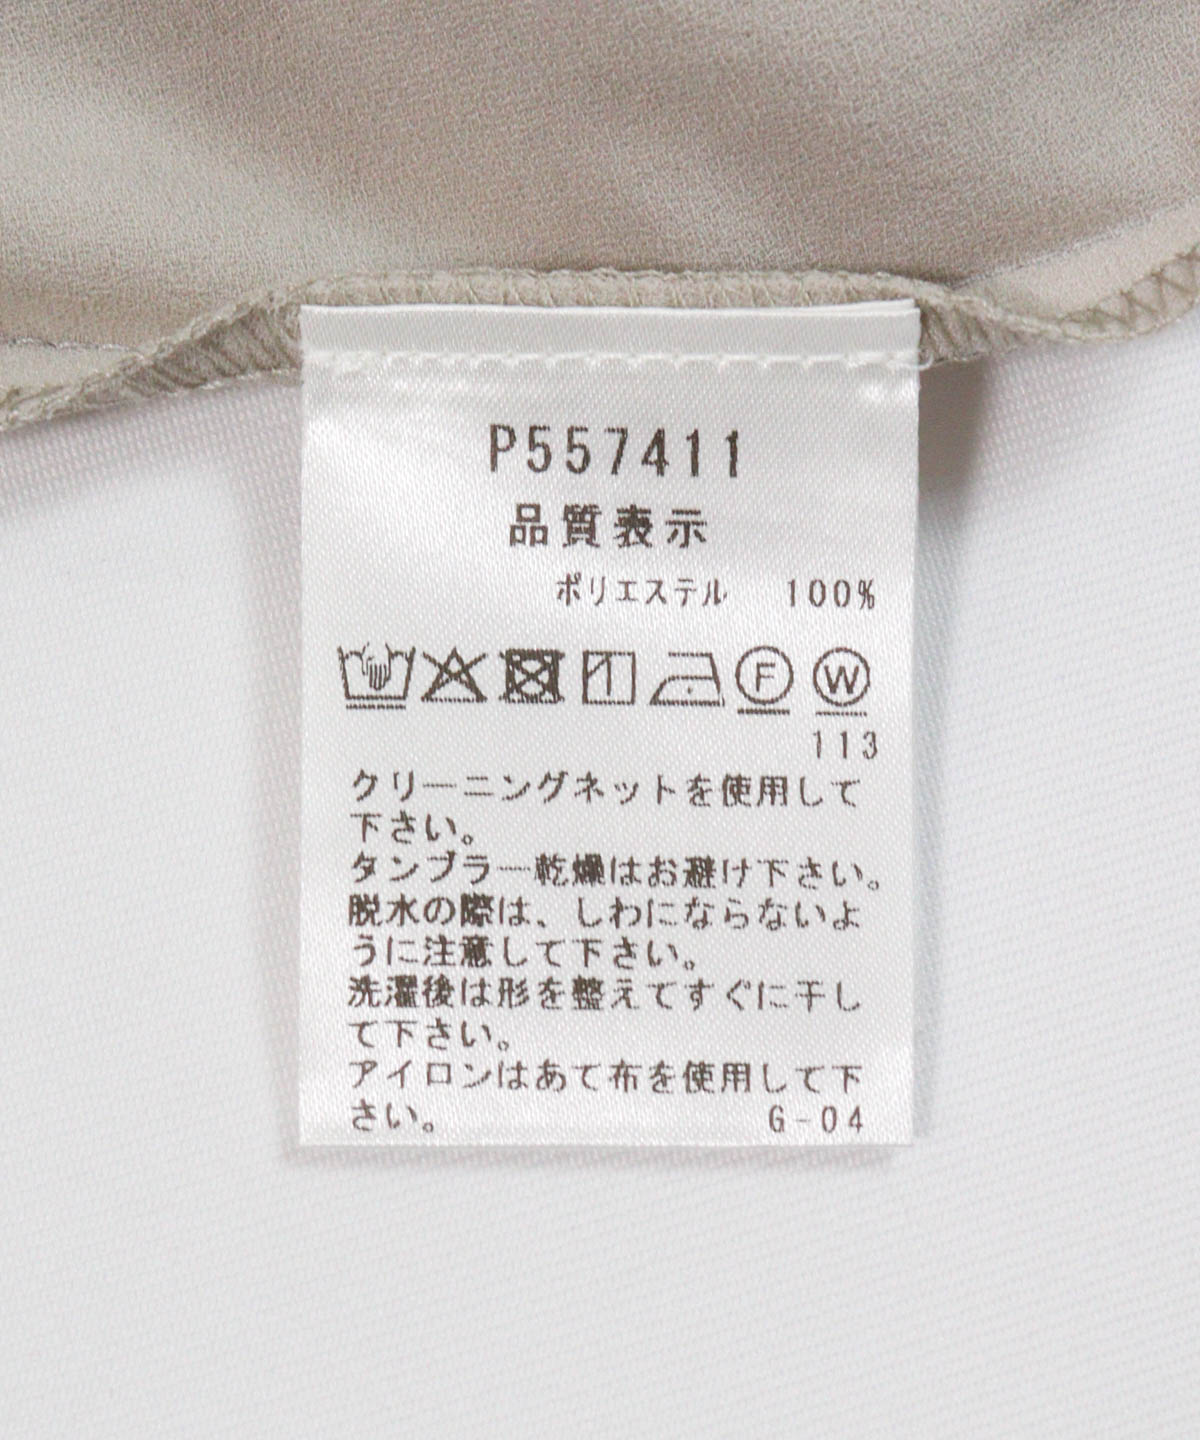 P557411
品質表示
ポリエステル 100%
F W
113
クリーニングネットを使用して
下さい。
タンブラー乾燥はお避け下さい。
脱水の際は、しわにならないよ
うに注意して下さい。
洗濯後は形を整えてすぐに干し
て下さい。
アイロンはあて布を使用して下
さい。 G-04